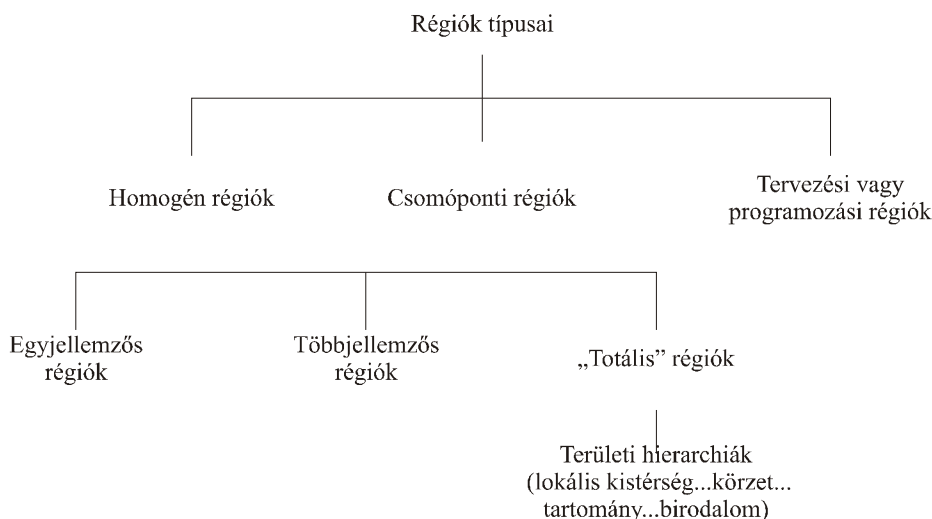 Régiók típusai
Homogén régiók
Csomóponti régiók
Tervezési vagy
programozási régiók
Egyjellemzős
régiók
Többjellemzős
régiók
„Totális” régiók
Területi hierarchiák
(lokális kistérség...körzet...
tartomány...birodalom)